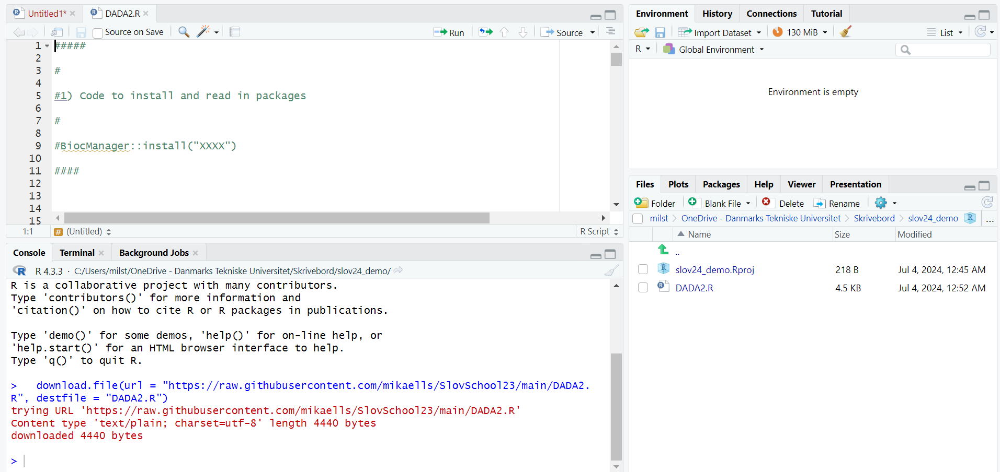 Untitled1*
DADA2.R
Source on Save
Run
Source
1 #####
2
3 #
4
5 #1) Code to install and read in packages
6
7 #
8
9 #BiocManager::install("XXXX")
10
11 ####
12
13
14
15
1:1 # (Untitled) R Script
Console Terminal Background Jobs
R 4.3.3 · C:/Users/milst/OneDrive - Danmarks Tekniske Universitet/Skrivebord/slov24_demo/
R is a collaborative project with many contributors.
Type 'contributors()' for more information and
'citation()' on how to cite R or R packages in publications.
Type 'demo()' for some demos, 'help()' for on-line help, or
'help.start()' for an HTML browser interface to help.
Type 'q()' to quit R.
>   download.file(url = "https://raw.githubusercontent.com/mikaells/SlovSchool23/main/DADA2.
R", destfile = "DADA2.R")
trying URL 'https://raw.githubusercontent.com/mikaells/SlovSchool23/main/DADA2.R'
Content type 'text/plain; charset=utf-8' length 4440 bytes
downloaded 4440 bytes
>
Environment History Connections Tutorial
Import Dataset 130 MiB List
R Global Environment
Environment is empty
Files Plots Packages Help Viewer Presentation
Folder Blank File Delete Rename
milst OneDrive - Danmarks Tekniske Universitet Skrivebord slov24_demo ...
Name Size Modified
..
slov24_demo.Rproj 218 B Jul 4, 2024, 12:45 AM
DADA2.R 4.5 KB Jul 4, 2024, 12:52 AM